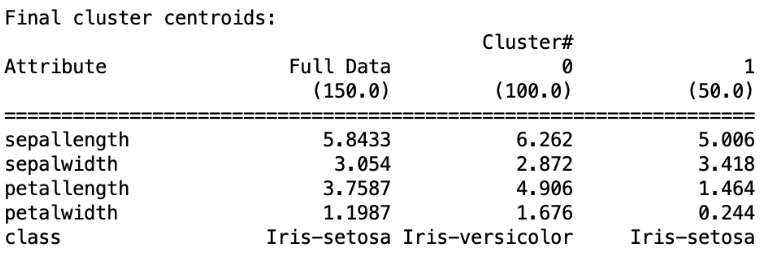 Final cluster centroids:
Cluster#
Attribute Full Data 0 1
(150.0) (100.0) (50.0)
==================================================================
sepallength 5.8433 6.262 5.006
sepalwidth 3.054 2.872 3.418
petallength 3.7587 4.906 1.464
petalwidth 1.1987 1.676 0.244
class Iris-setosa Iris-versicolor Iris-setosa